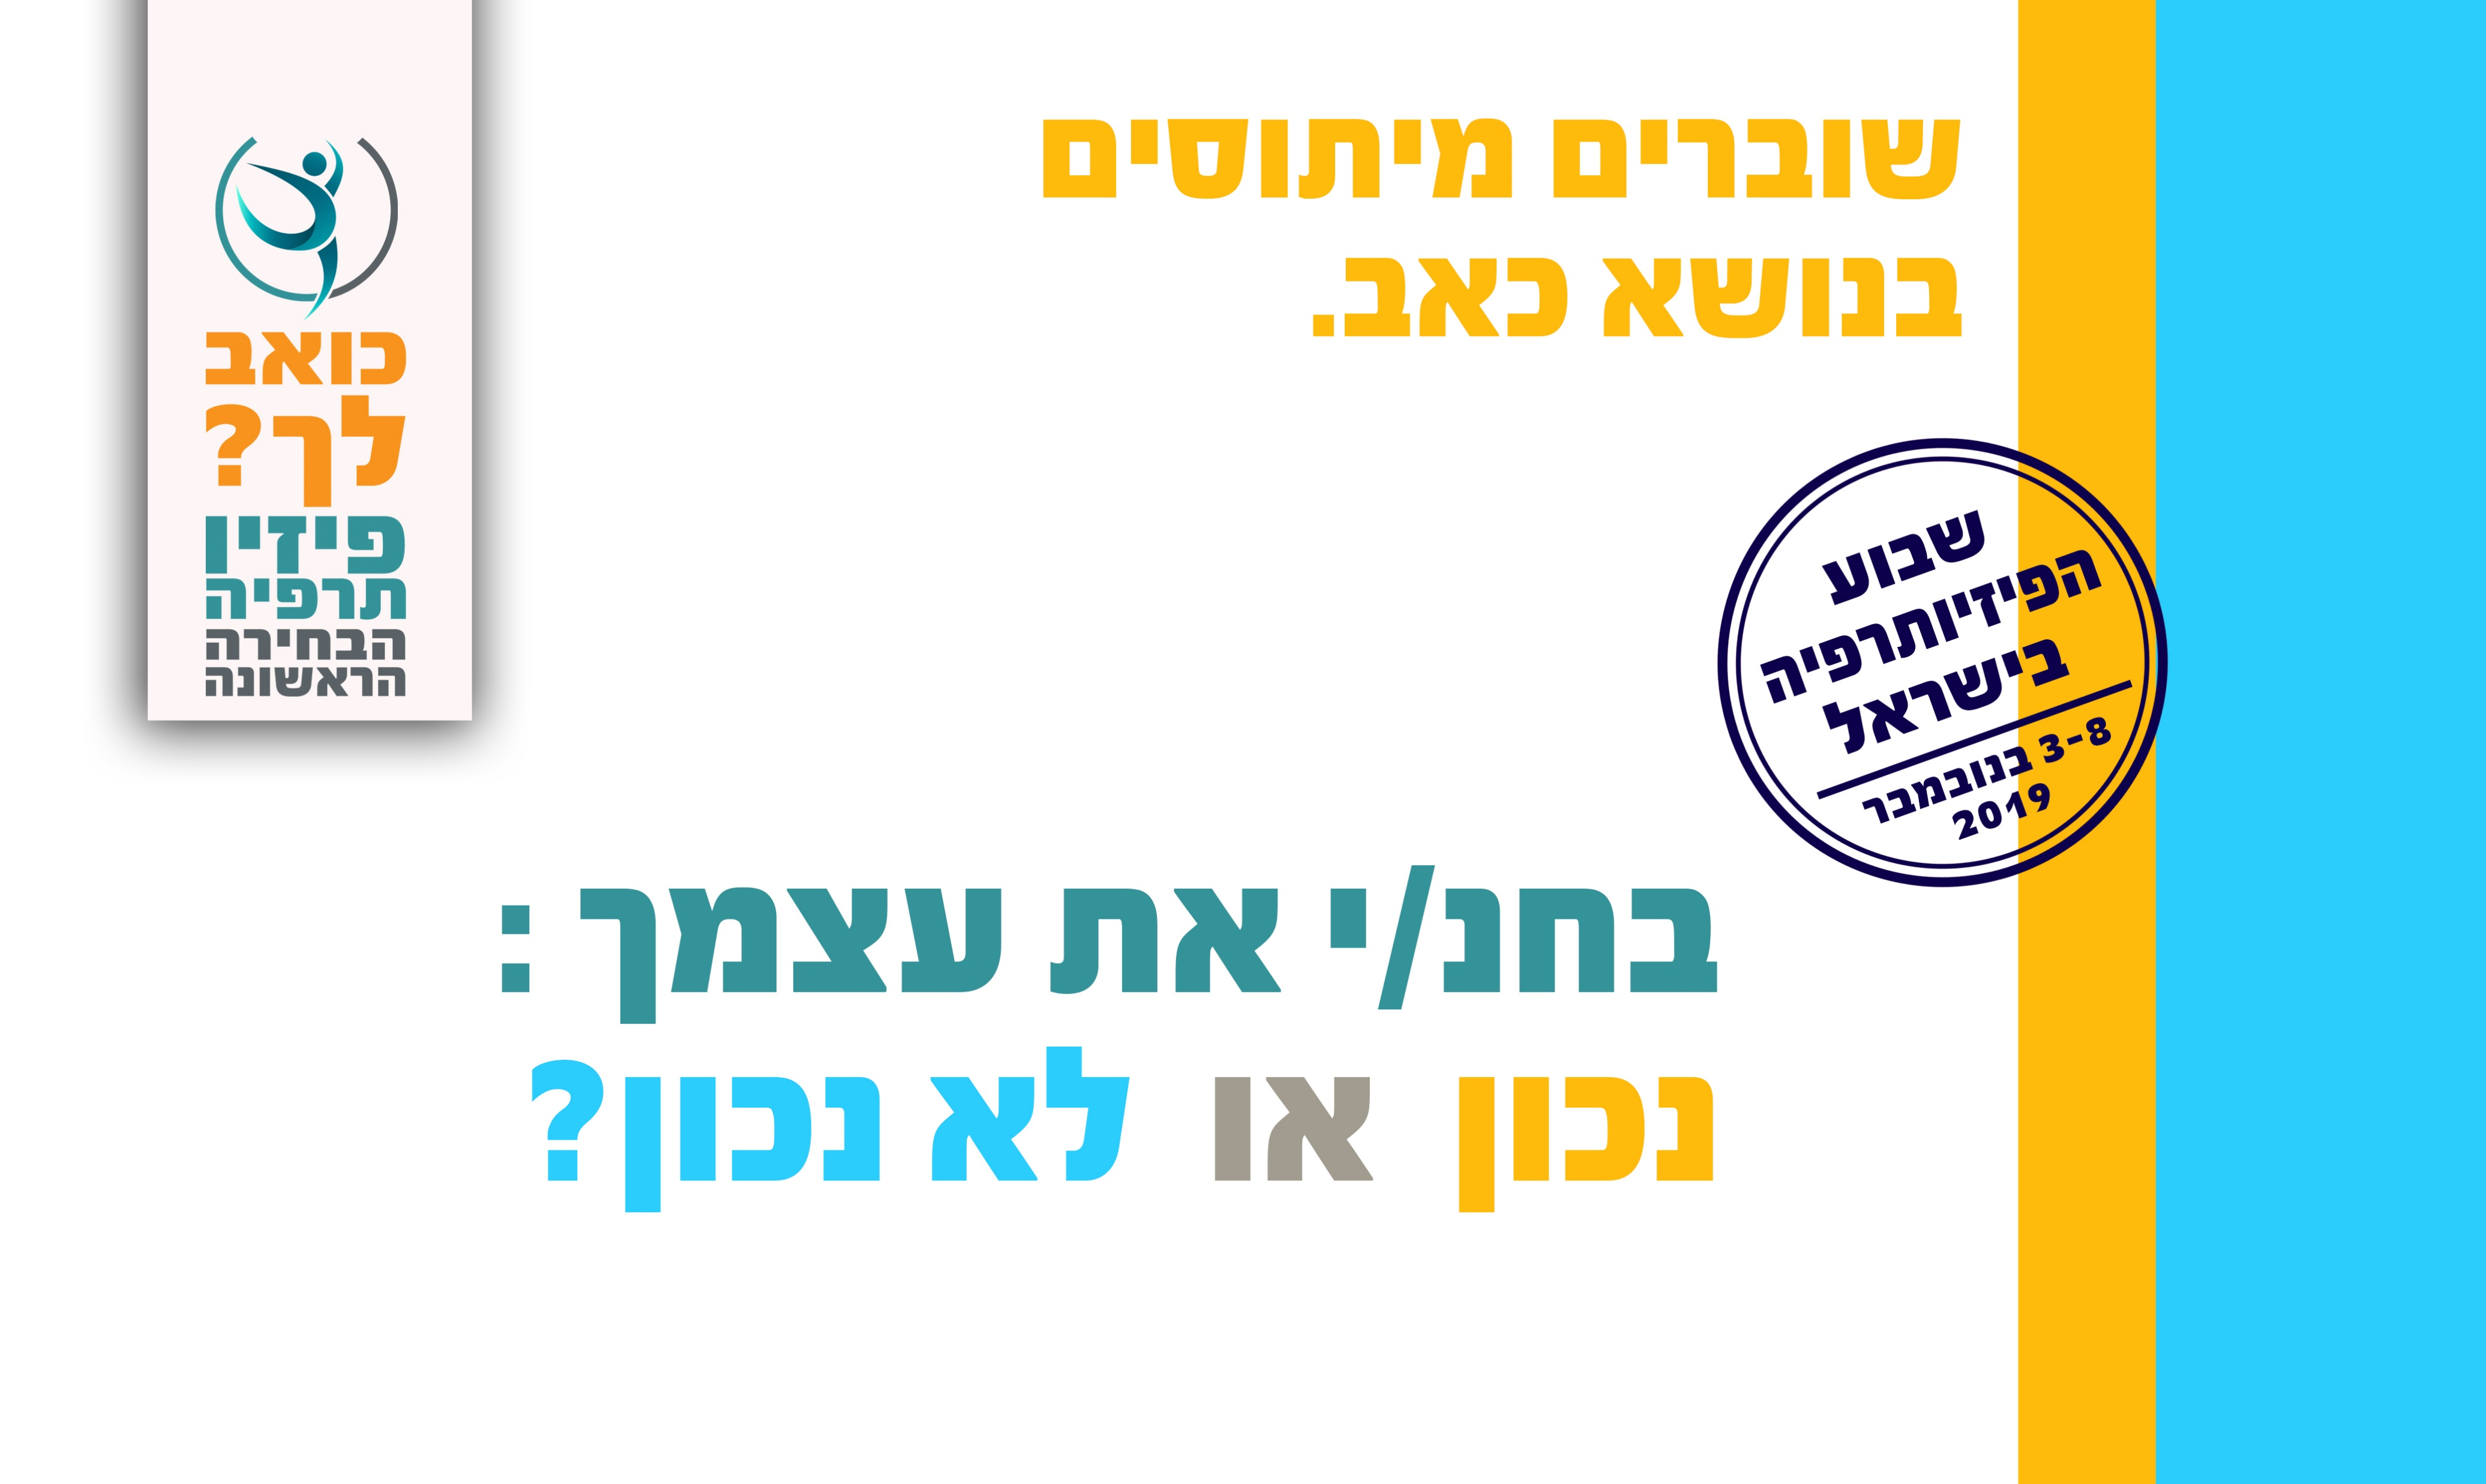 שוברים מיתוסים
בנושא כאב.
כואב
לך?
פיזיו
תרפיה
הבחירה
הראשונה
שבוע
הפיזיותרפיה
בישראל
3-8 בנובמבר
2019
בחנ/י את עצמך :
נכון או לא נכון?